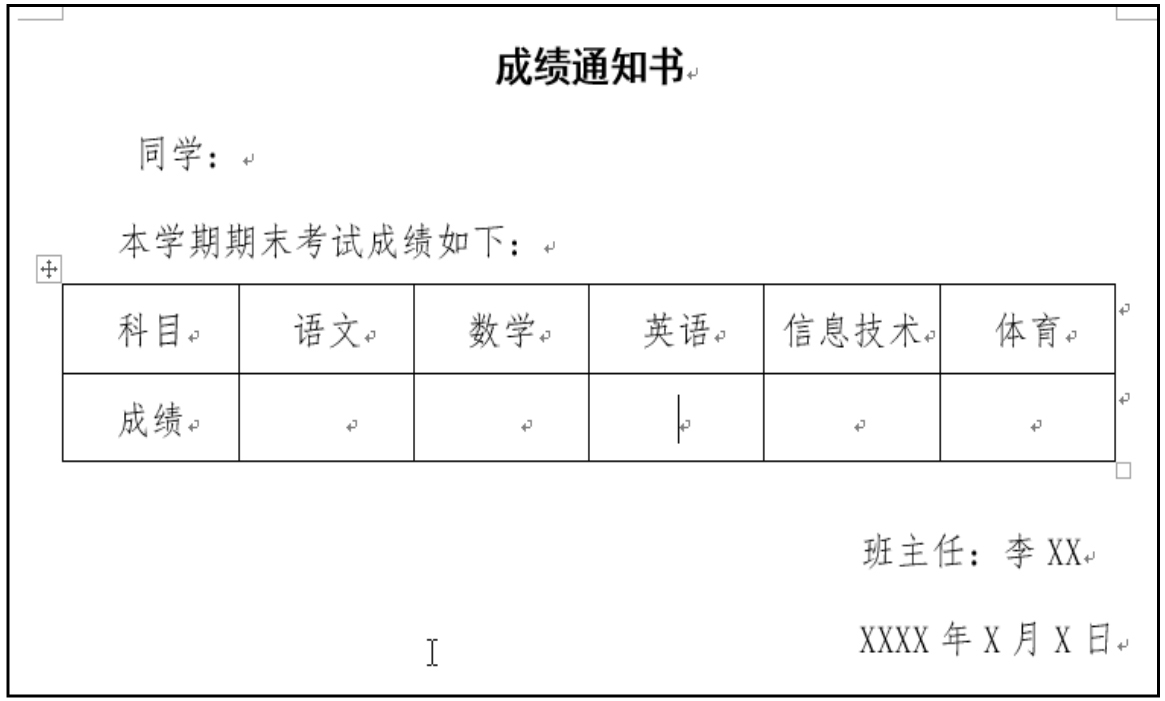 成绩通知书
同学：
本学期期末考试成绩如下：
科目 语文 数学 英语 信息技术 体育
成绩
班主任：李 XX
XXXX 年 X 月 X 日